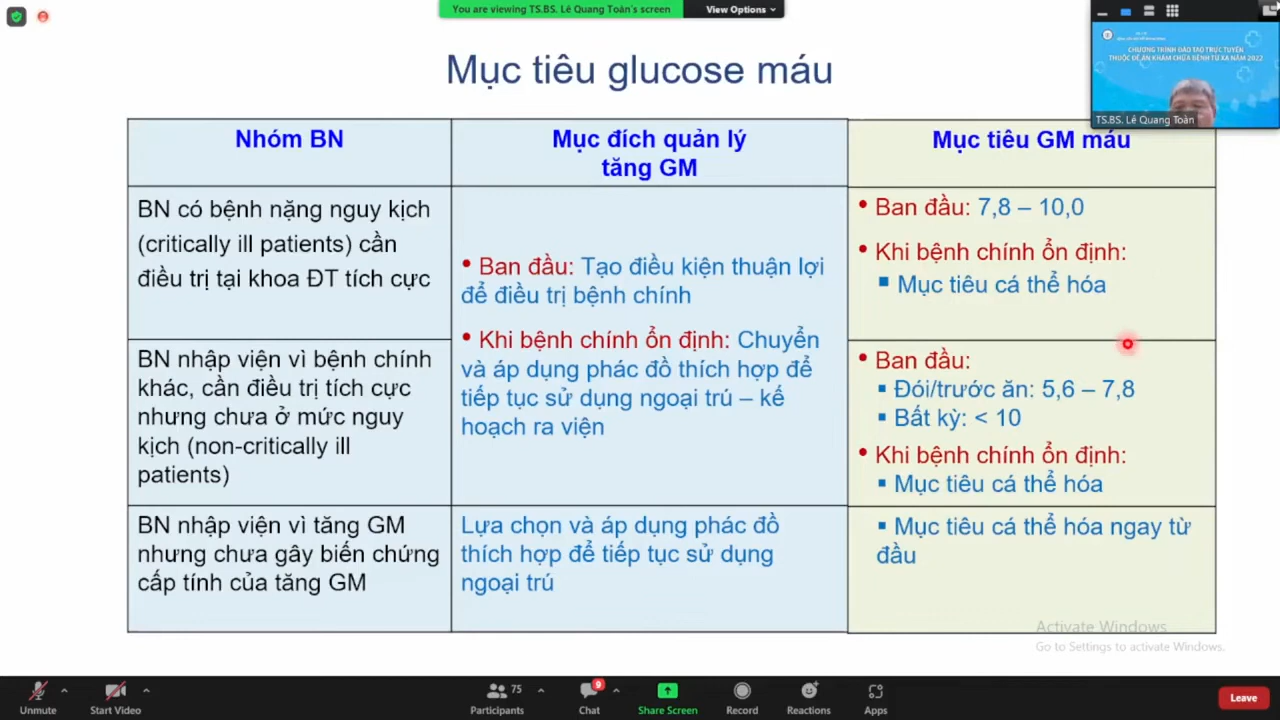 You are viewing TS.BS. Lê Quang Toàn's screen
View Options
CHƯƠNG TRÌNH ĐÀO TẠO TRỰC TUYẾN
THUỘC ĐỀ ÁN KHÁM CHỮA BỆNH TỪ XA NĂM 2022
TS.BS. Lê Quang Toàn
Mục tiêu glucose máu
Nhóm BN
Mục đích quản lý
tăng GM
Mục tiêu GM máu
BN có bệnh nặng nguy kịch
(critically ill patients) cần
điều trị tại khoa ĐT tích cực
• Ban đầu: Tạo điều kiện thuận lợi
để điều trị bệnh chính
• Khi bệnh chính ổn định: Chuyển
và áp dụng phác đồ thích hợp để
tiếp tục sử dụng ngoại trú – kế
hoạch ra viện
• Ban đầu: 7,8 – 10,0
• Khi bệnh chính ổn định:
▪ Mục tiêu cá thể hóa
BN nhập viện vì bệnh chính
khác, cần điều trị tích cực
nhưng chưa ở mức nguy
kịch (non-critically ill
patients)
• Ban đầu:
▪ Đói/trước ăn: 5,6 – 7,8
▪ Bất kỳ: < 10
• Khi bệnh chính ổn định:
▪ Mục tiêu cá thể hóa
BN nhập viện vì tăng GM
nhưng chưa gây biến chứng
cấp tính của tăng GM
Lựa chọn và áp dụng phác đồ
thích hợp để tiếp tục sử dụng
ngoại trú
▪ Mục tiêu cá thể hóa ngay từ
đầu
Activate Windows
Go to Settings to activate Windows.
Unmute
Start Video
75
Participants
9
Chat
Share Screen
Record
Reactions
Apps
Leave